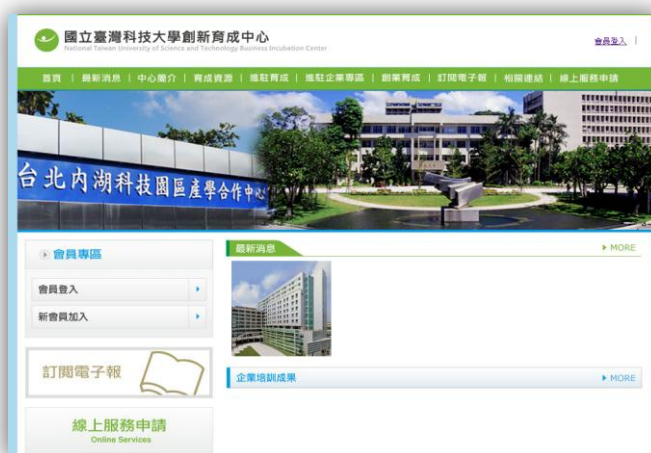 國立臺灣科技大學創新育成中心
National Taiwan University of Science and Technology Business Incubation Center
會員登入 |
首頁 | 最新消息 | 中心簡介 | 育成資源 | 進駐育成 | 進駐企業專區 | 創業育成 | 訂閱電子報 | 相關連結 | 線上服務申請
台北內湖科技園區產學合作中心
會員專區
會員登入
新會員加入
訂閱電子報
線上服務申請
Online Services
最新消息
MORE
企業培訓成果
MORE